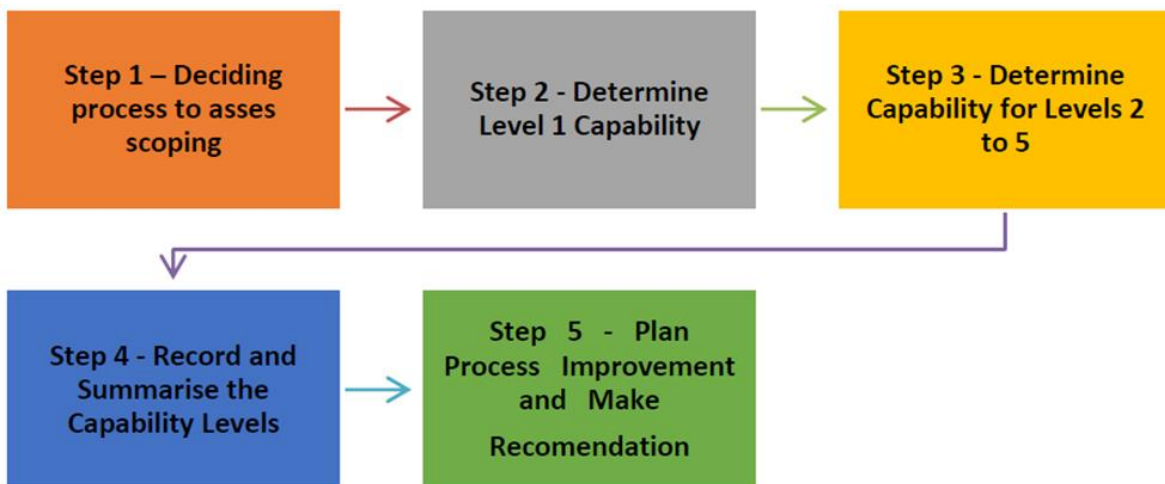 Step 1 – Deciding
process to asses
scoping
Step 2 - Determine
Level 1 Capability
Step 3 - Determine
Capability for Levels 2
to 5
Step 4 - Record and
Summarise the
Capability Levels
Step 5 - Plan
Process Improvement
and Make
Recomendation